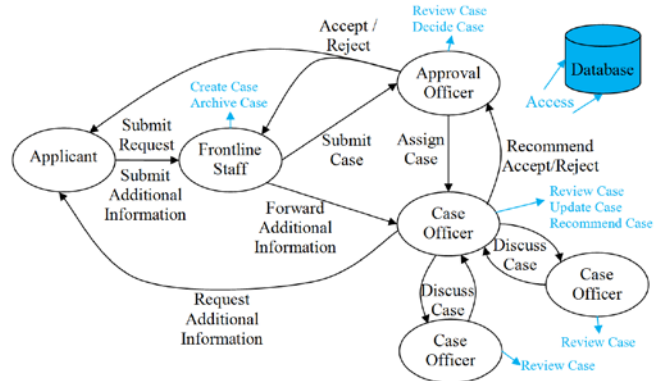 Accept /
Reject
Review Case
Decide Case
Approval
Officer
Database
Access
Create Case
Archive Case
Submit
Request
Applicant
Frontline
Staff
Submit
Case
Assign
Case
Recommend
Accept/Reject
Submit
Additional
Information
Forward
Additional
Information
Case
Officer
Review Case
Update Case
Recommend Case
Discuss
Case
Case
Officer
Review Case
Request
Additional
Information
Discuss
Case
Case
Officer
Review Case